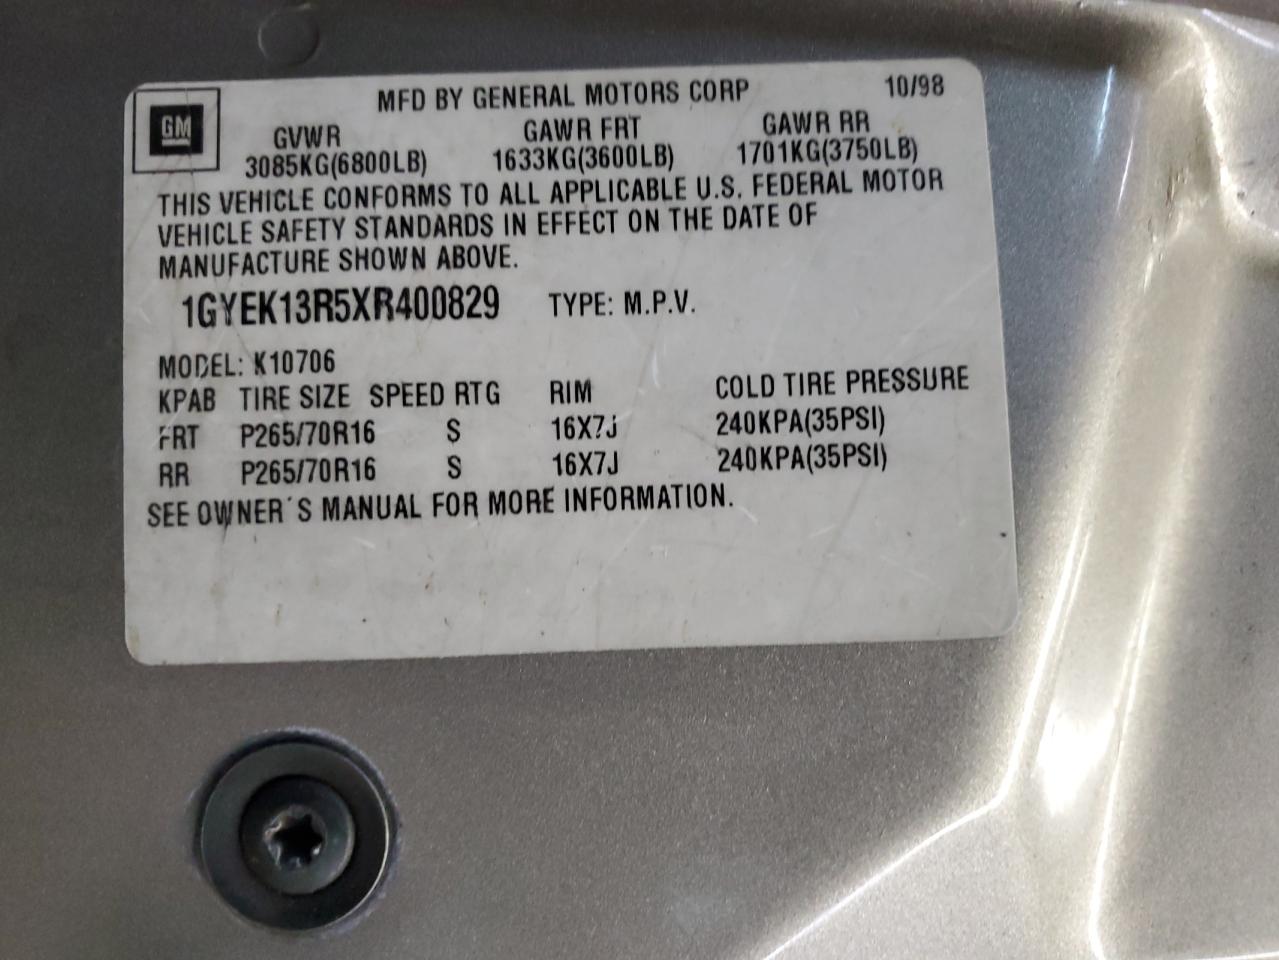 MFD BY GENERAL MOTORS CORP 10/98
GM
GVWR GAWR FRT GAWR RR
3085KG(6800LB) 1633KG(3600LB) 1701KG(3750LB)
THIS VEHICLE CONFORMS TO ALL APPLICABLE U.S. FEDERAL MOTOR
VEHICLE SAFETY STANDARDS IN EFFECT ON THE DATE OF
MANUFACTURE SHOWN ABOVE.
1GYEK13R5XR400829 TYPE: M.P.V.
MODEL: K10706
KPAB TIRE SIZE SPEED RTG RIM COLD TIRE PRESSURE
FRT P265/70R16 S 16X7J 240KPA(35PSI)
RR P265/70R16 S 16X7J 240KPA(35PSI)
SEE OWNER'S MANUAL FOR MORE INFORMATION.